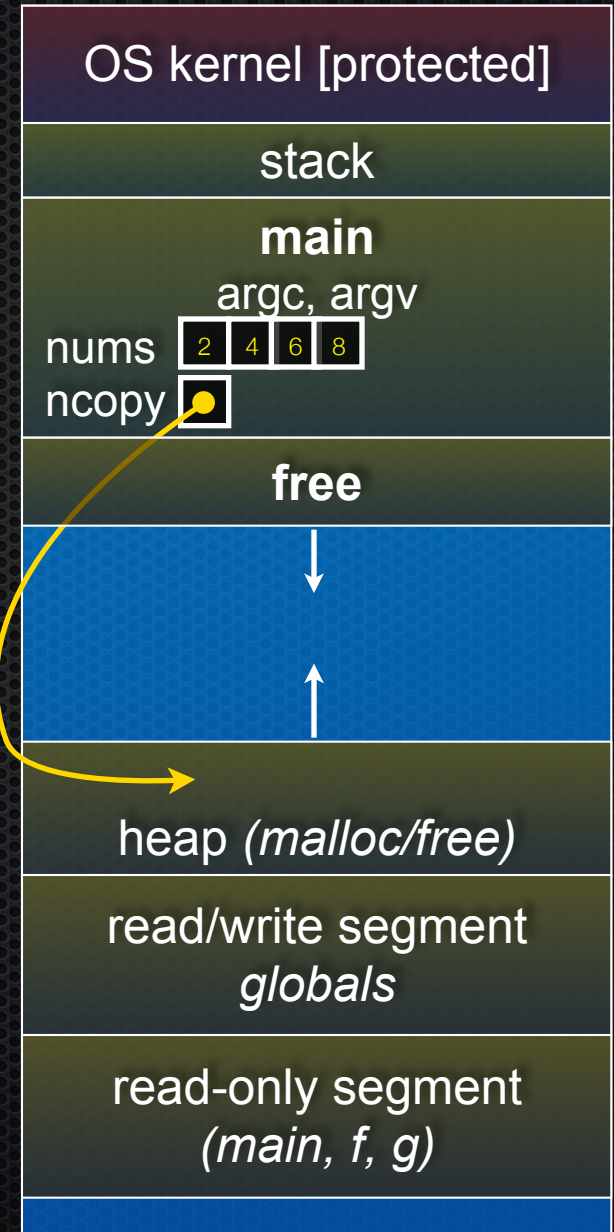 OS kernel [protected]
stack
main
argc, argv
nums 2 4 6 8
ncopy
free
heap (malloc/free)
read/write segment
globals
read-only segment
(main, f, g)